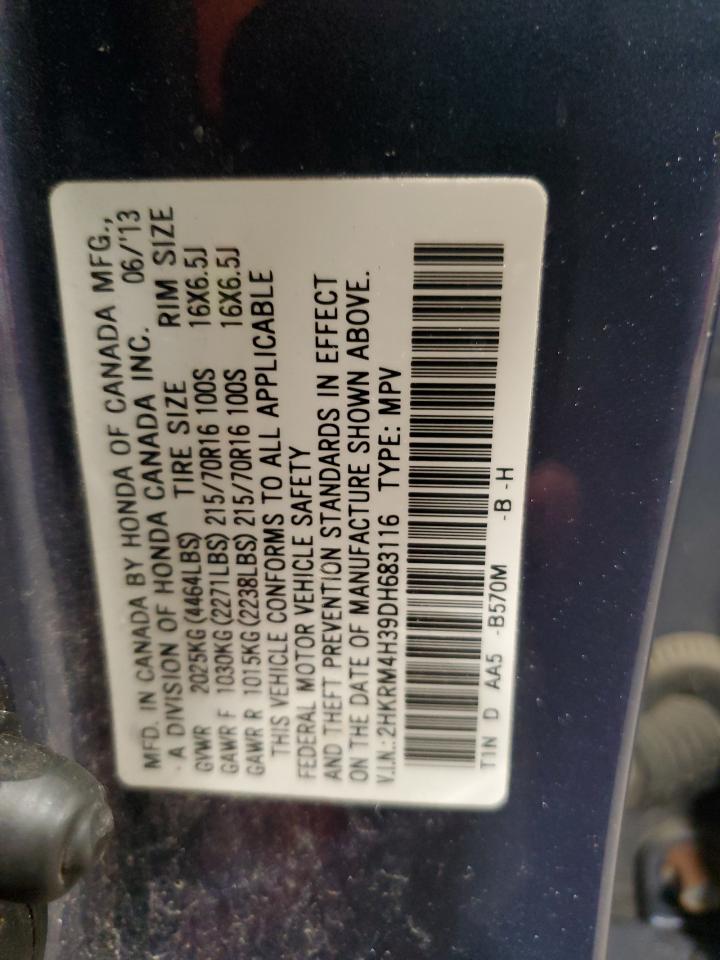 MFD. IN CANADA BY HONDA OF CANADA MFG.,
A DIVISION OF HONDA CANADA INC. 06/'13
GVWR 2025KG(4464LBS) TIRE SIZE RIM SIZE
GAWR F 1030KG(2271LBS) 215/70R16 100S 16X6.5J
GAWR R 1015KG(2238LBS) 215/70R16 100S 16X6.5J
THIS VEHICLE CONFORMS TO ALL APPLICABLE
FEDERAL MOTOR VEHICLE SAFETY
AND THEFT PREVENTION STANDARDS IN EFFECT
ON THE DATE OF MANUFACTURE SHOWN ABOVE.
V.I.N.:2HKRM4H39DH683116 TYPE: MPV
T1N D AA5 -B570M -B -H